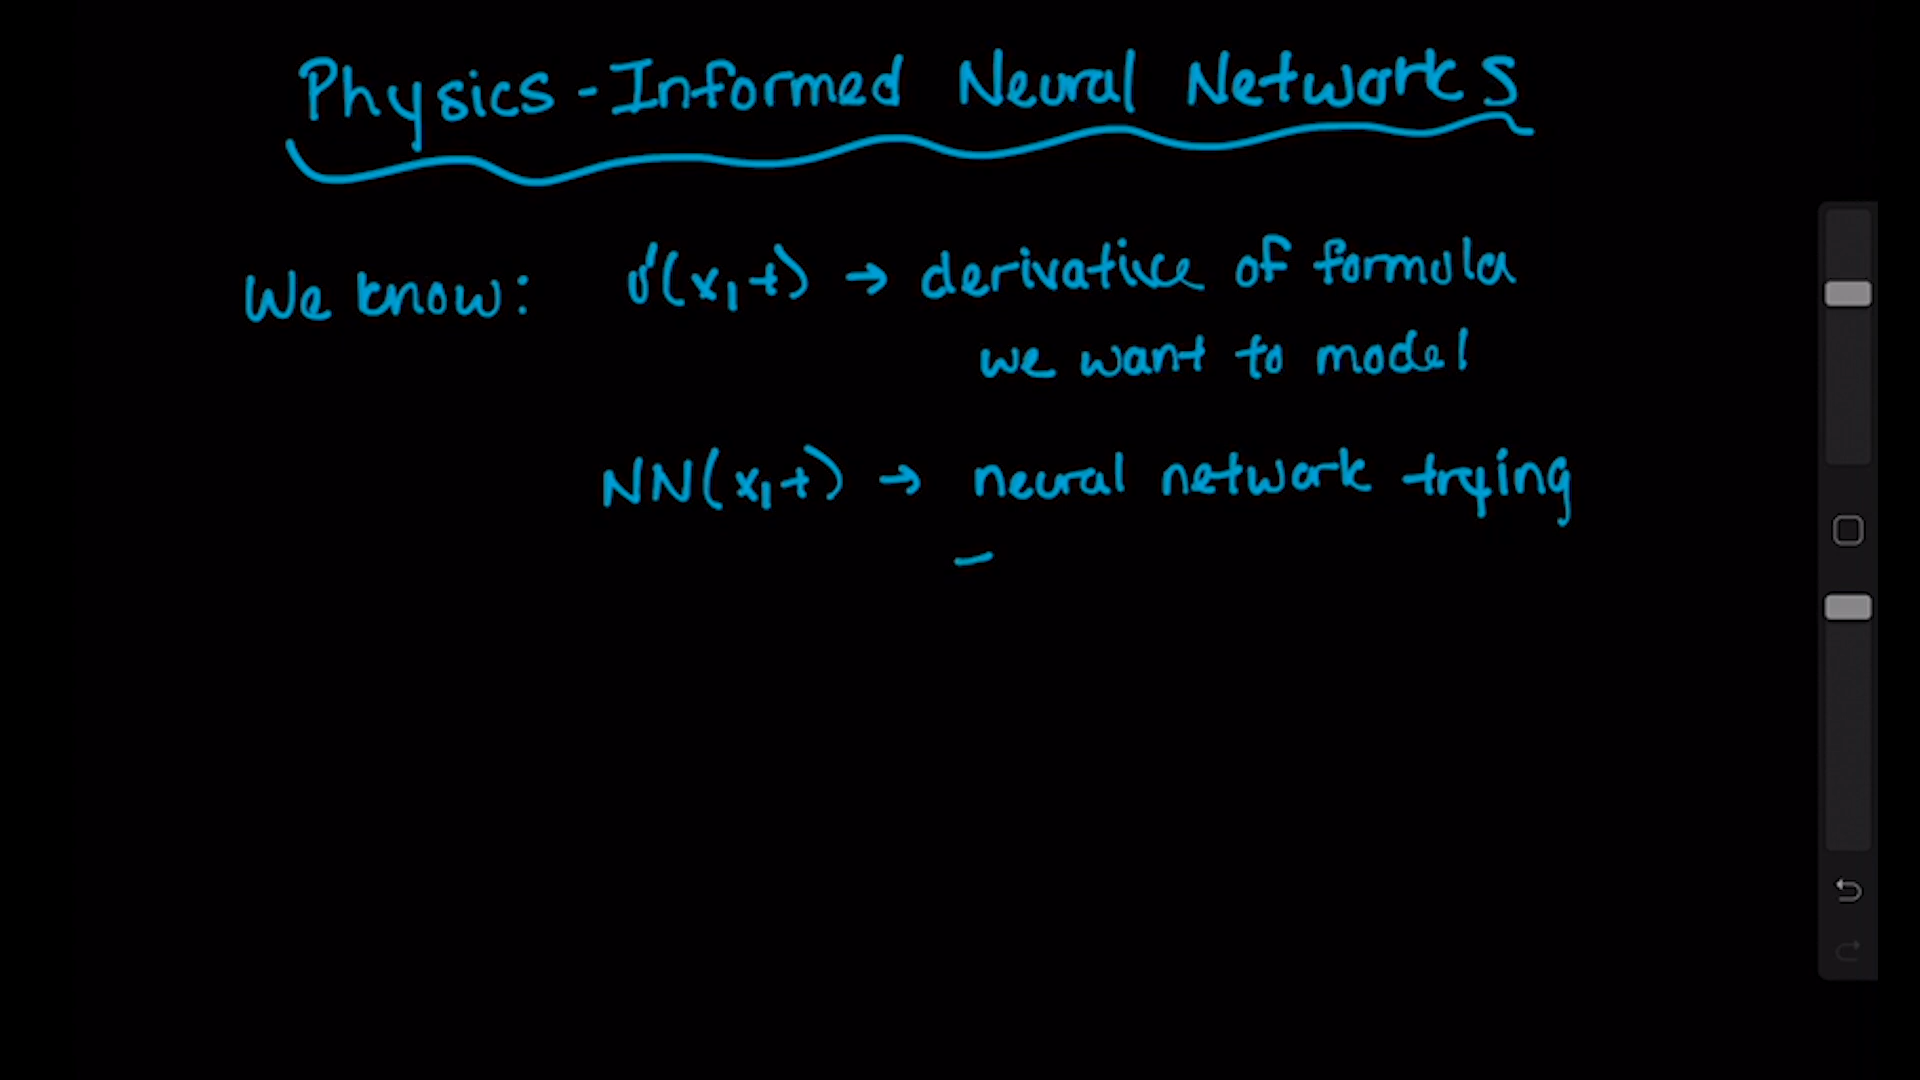 Physics-Informed Neural Networks
We know: σ'(x,t) → derivative of formula
we want to model
NN(x,t) → neural network trying